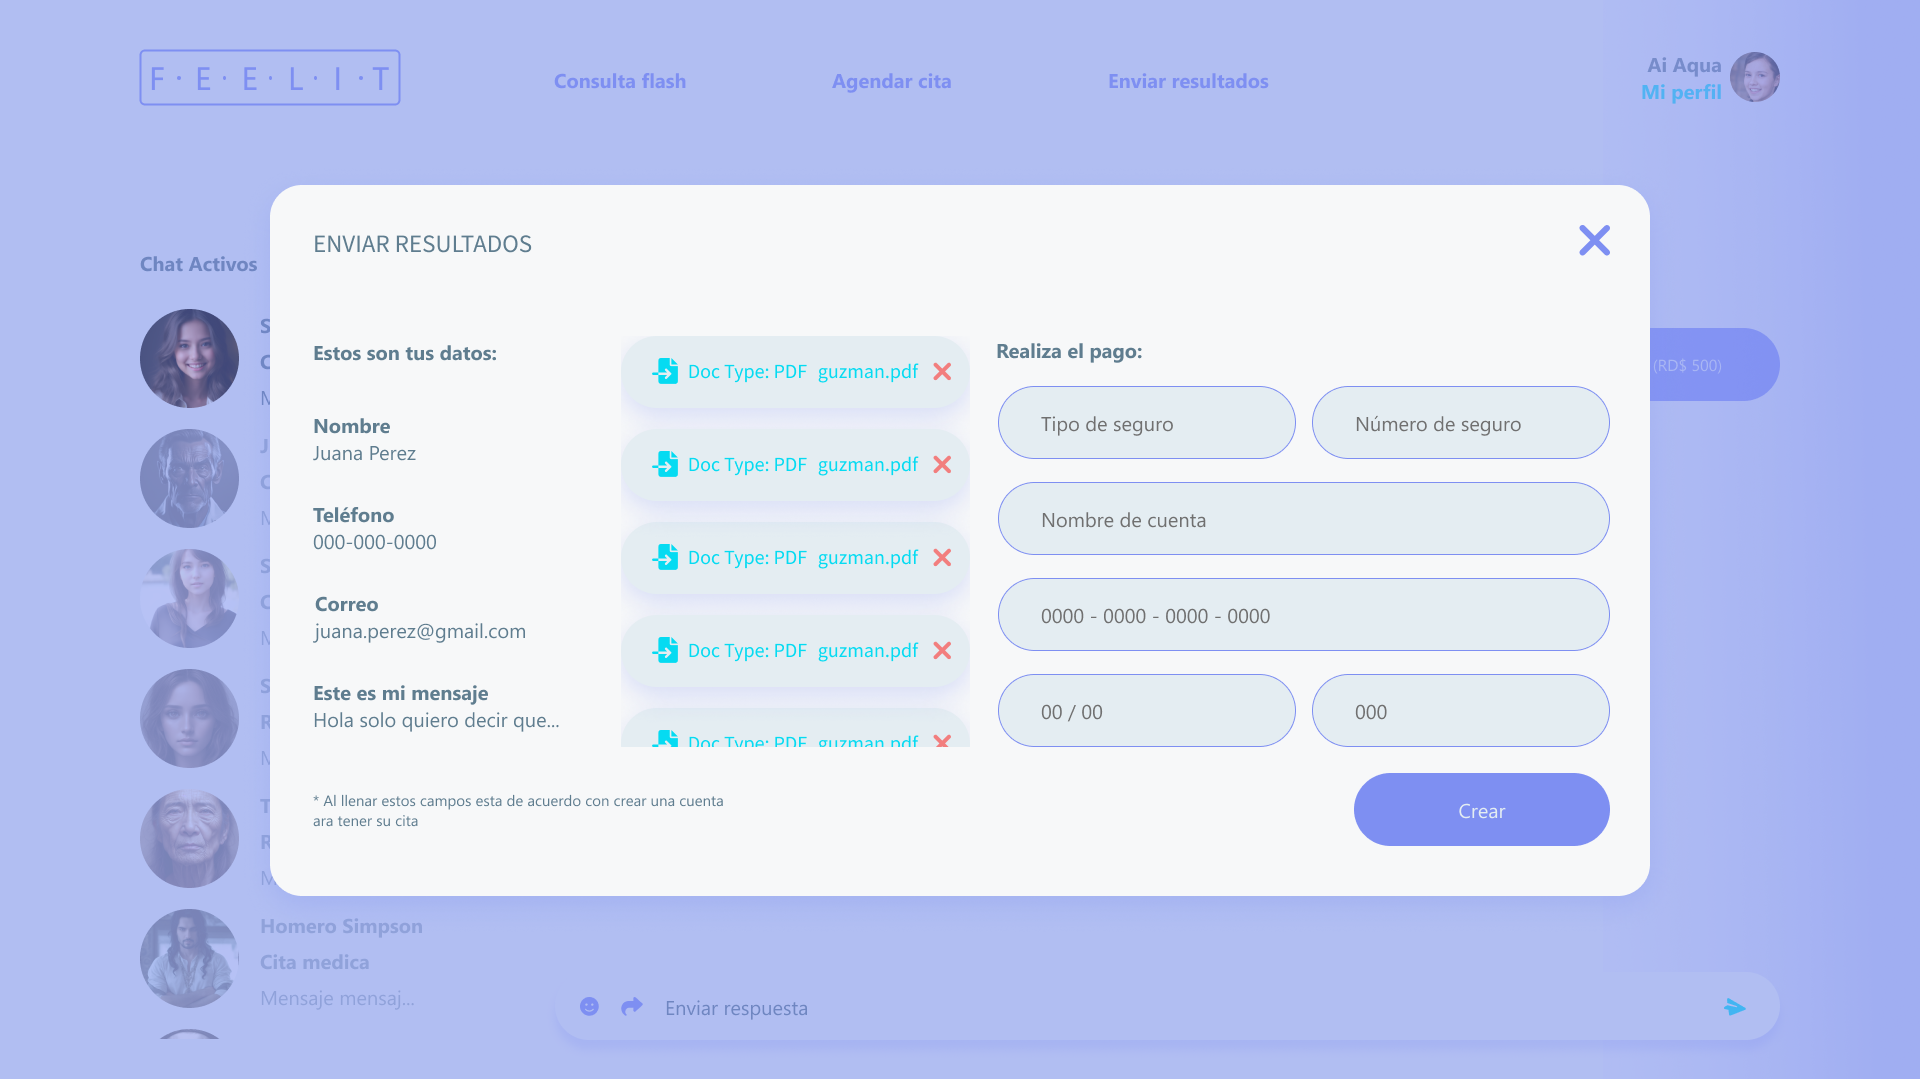 F·E·E·L·I·T
Consulta flash
Agendar cita
Enviar resultados
Ai Aqua
Mi perfil
Chat Activos
S
C
M
J
C
M
S
C
M
S
R
M
T
R
M
Homero Simpson
Cita medica
Mensaje mensaj...
ENVIAR RESULTADOS
Estos son tus datos:
Nombre
Juana Perez
Teléfono
000-000-0000
Correo
juana.perez@gmail.com
Este es mi mensaje
Hola solo quiero decir que...
Doc Type: PDF guzman.pdf
Doc Type: PDF guzman.pdf
Doc Type: PDF guzman.pdf
Doc Type: PDF guzman.pdf
Doc Type: PDF guzman.pdf
Realiza el pago:
Tipo de seguro
Número de seguro
Nombre de cuenta
0000 - 0000 - 0000 - 0000
00 / 00
000
* Al llenar estos campos esta de acuerdo con crear una cuenta
ara tener su cita
Crear
(RD$ 500)
Enviar respuesta